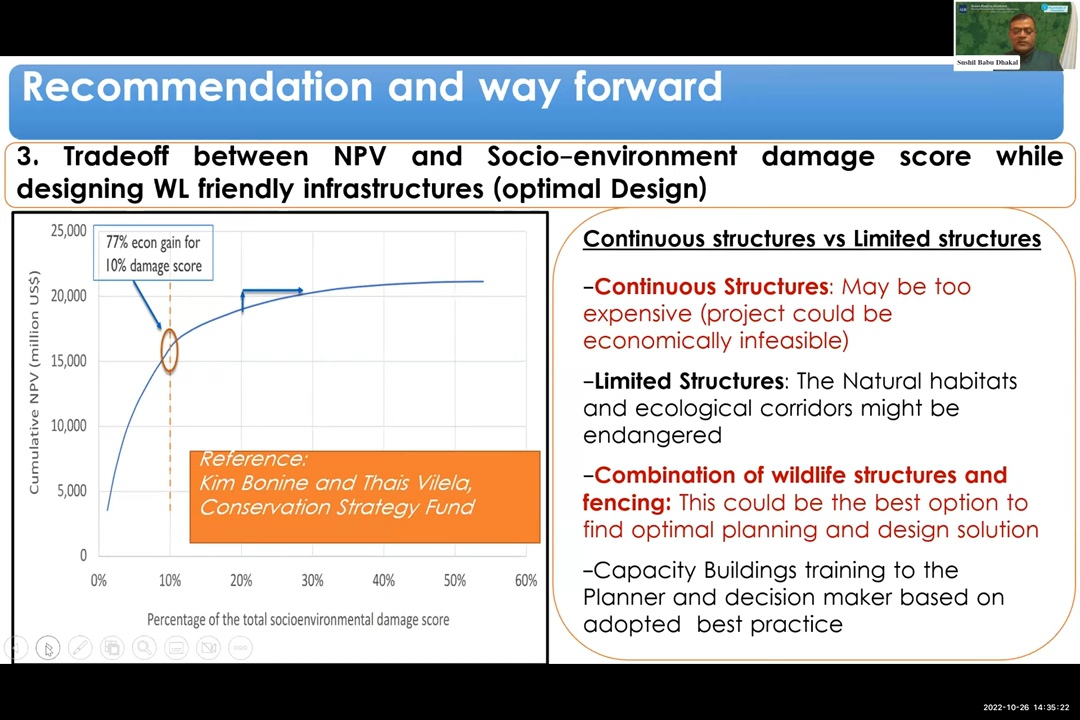 Sushil Babu Dhakal
Recommendation and way forward
3. Tradeoff between NPV and Socio-environment damage score while
designing WL friendly infrastructures (optimal Design)
25,000
20,000
15,000
10,000
5,000
0
Cumulative NPV (million US$)
77% econ gain for
10% damage score
Reference:
Kim Bonine and Thais Vilela,
Conservation Strategy Fund
0%
10%
20%
30%
40%
50%
60%
Percentage of the total socioenvironmental damage score
Continuous structures vs Limited structures
-Continuous Structures: May be too
expensive (project could be
economically infeasible)
-Limited Structures: The Natural habitats
and ecological corridors might be
endangered
-Combination of wildlife structures and
fencing: This could be the best option to
find optimal planning and design solution
-Capacity Buildings training to the
Planner and decision maker based on
adopted best practice
2022-10-26 14:35:22